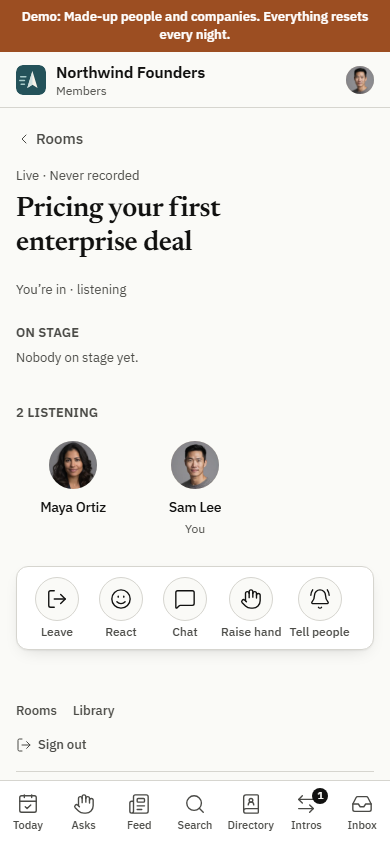 Demo: Made-up people and companies. Everything resets
every night.
Northwind Founders
Members
Rooms
Live · Never recorded
Pricing your first
enterprise deal
You’re in · listening
ON STAGE
Nobody on stage yet.
2 LISTENING
Maya Ortiz
Sam Lee
You
Leave
React
Chat
Raise hand
Tell people
Rooms
Library
Sign out
1
Today
Asks
Feed
Search
Directory
Intros
Inbox